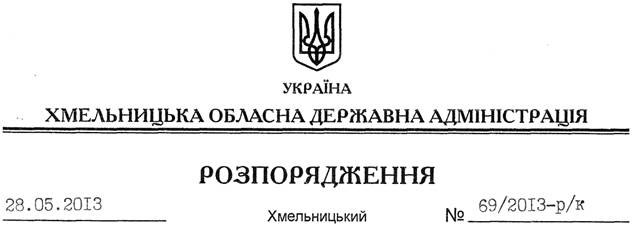 УКРАЇНА
ХМЕЛЬНИЦЬКА ОБЛАСНА ДЕРЖАВНА АДМІНІСТРАЦІЯ
РОЗПОРЯДЖЕННЯ
28.05.2013 Хмельницький № 69/2013-р/к